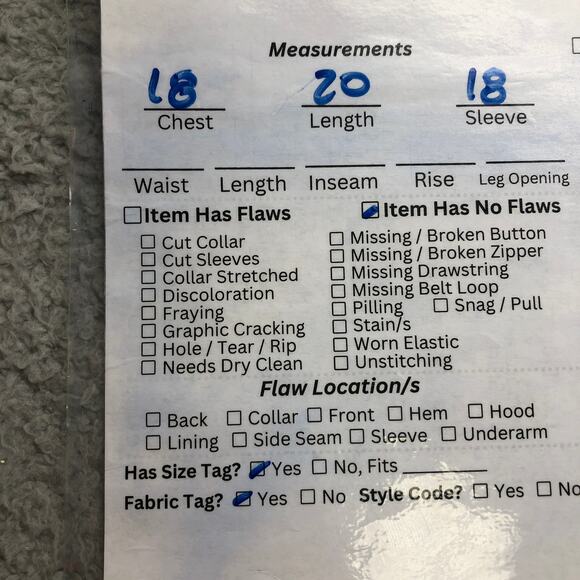 Measurements
18 20 18
Chest Length Sleeve
Waist Length Inseam Rise Leg Opening
Item Has Flaws Item Has No Flaws
Cut Collar Missing / Broken Button
Cut Sleeves Missing / Broken Zipper
Collar Stretched Missing Drawstring
Discoloration Missing Belt Loop
Fraying Pilling Snag / Pull
Graphic Cracking Stain/s
Hole / Tear / Rip Worn Elastic
Needs Dry Clean Unstitching
Flaw Location/s
Back Collar Front Hem Hood
Lining Side Seam Sleeve Underarm
Has Size Tag? Yes No, Fits
Fabric Tag? Yes No Style Code? Yes No